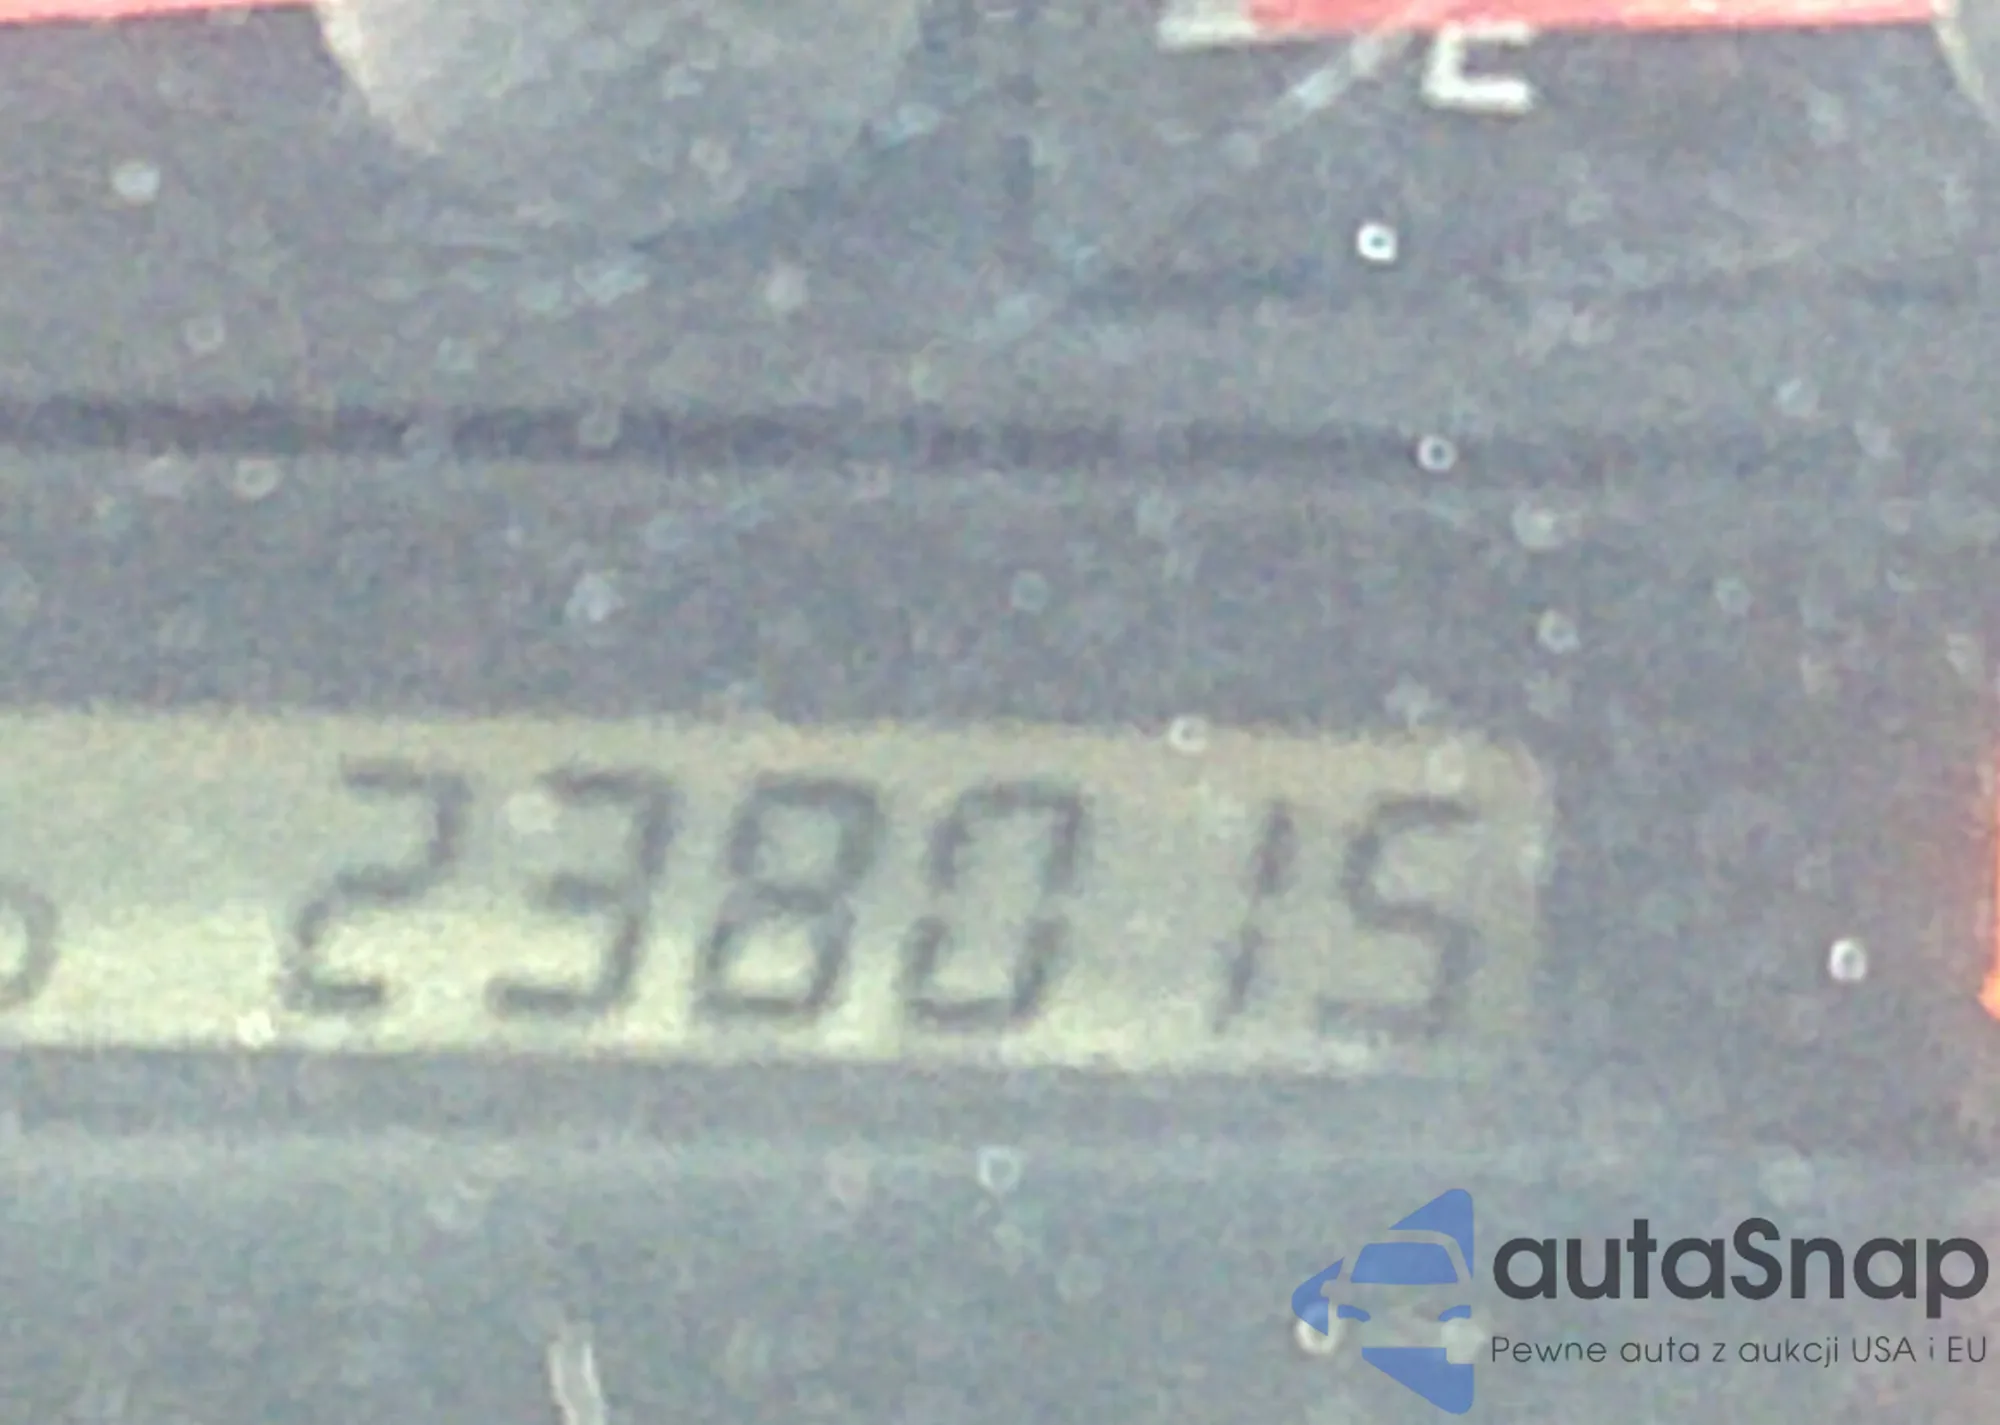 C
238015
autaSnap
Pewne auta z aukcji USA i EU